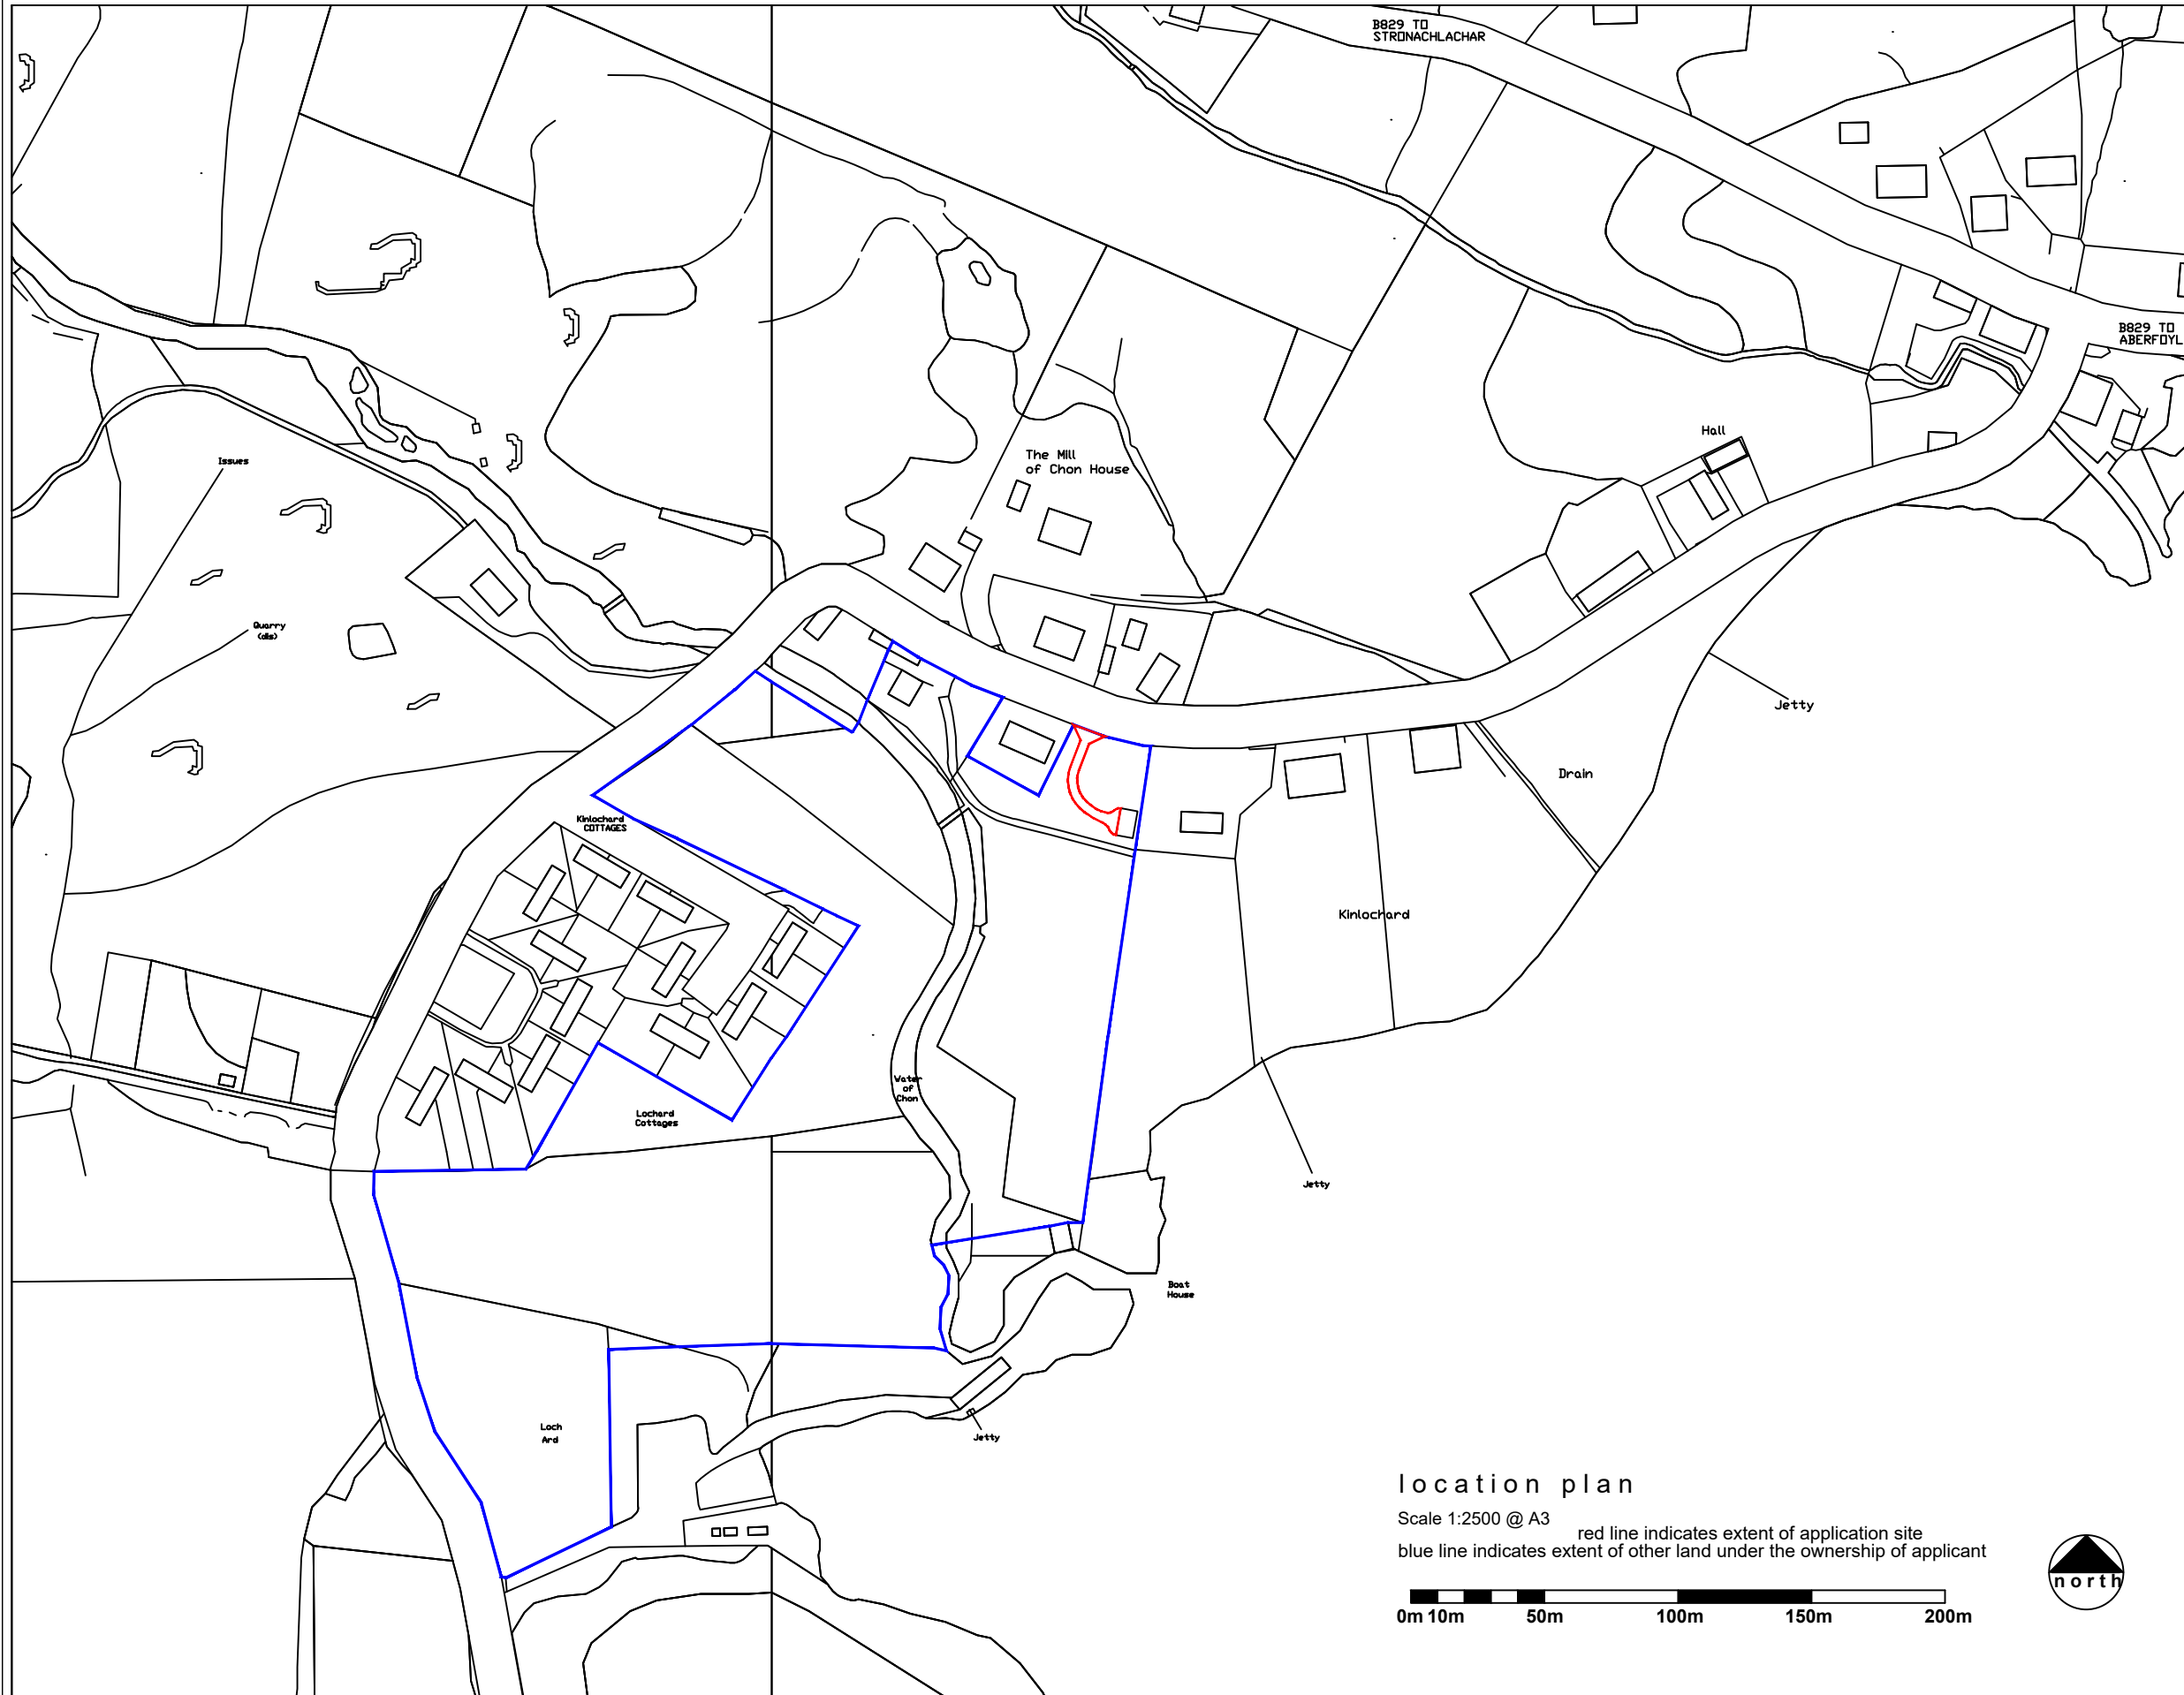 B829 TO
STRONACHLACHAR
B829 TO
ABERFOYL
Hall
The Mill
of Chon House
Issues
Quarry
(dis)
Jetty
Drain
Kinlochard
COTTAGES
Kinlochard
Water
of
Chon
Lochard
Cottages
Jetty
Boat
House
Loch
Ard
Jetty
location plan
Scale 1:2500 @ A3
red line indicates extent of application site
blue line indicates extent of other land under the ownership of applicant
0m 10m 50m 100m 150m 200m
north